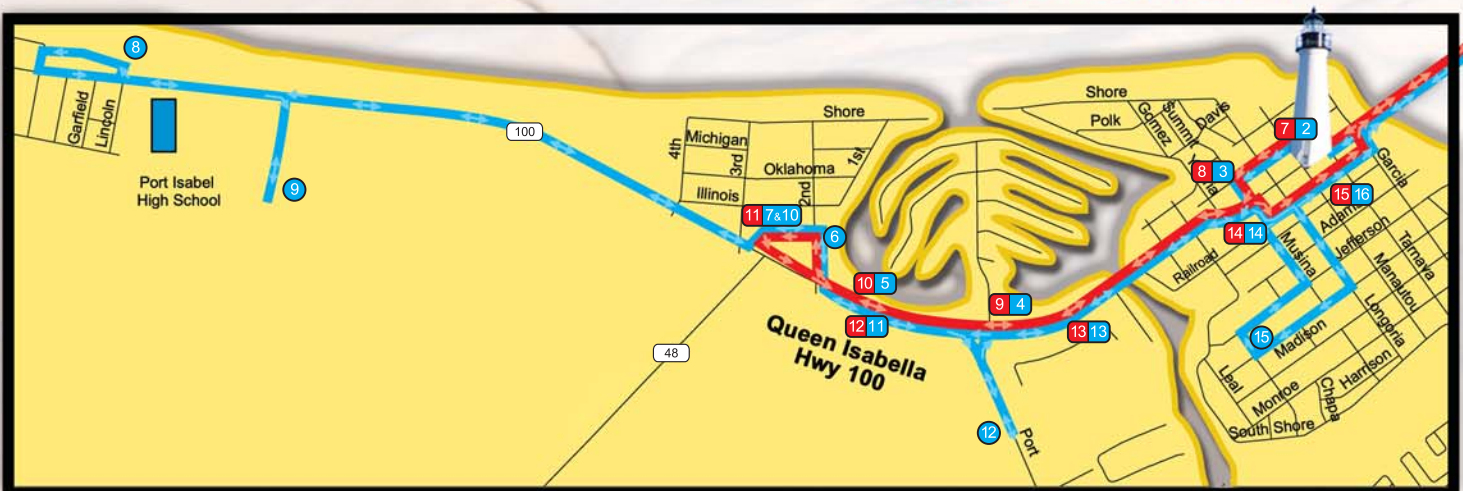 8
Garfield
Lincoln
Port Isabel
High School
9
100
Shore
4th
Michigan
3rd
Oklahoma
1st
Illinois
2nd
11 7&10
6
10 5
12 11
Queen Isabella
Hwy 100
48
9 4
13 13
12
Port
Shore
Polk
Gomez
Summit
Davis
7 2
8 3
Garcia
15 16
14 14
Adams
Jefferson
Musina
Railroad
Tarnava
Manautou
Longoria
15
Madison
Leal
Monroe
Harrison
Chapa
South Shore